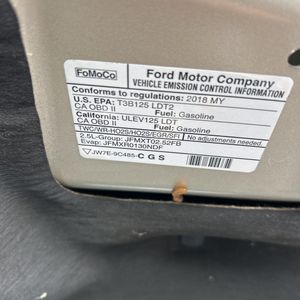 FoMoCo
Ford Motor Company
VEHICLE EMISSION CONTROL INFORMATION
Conforms to regulations: 2018 MY
U.S. EPA: T3B125 LDT2
CA OBD II Fuel: Gasoline
California: ULEV125 LDT
CA OBD II Fuel: Gasoline
TWC/WR-HO2S/HO2S/EGR/SFI
No adjustments needed.
2.5L-Group: JFMXT02.52FB
Evap: JFMXR0130NDF
JW7E-9C485-C G S